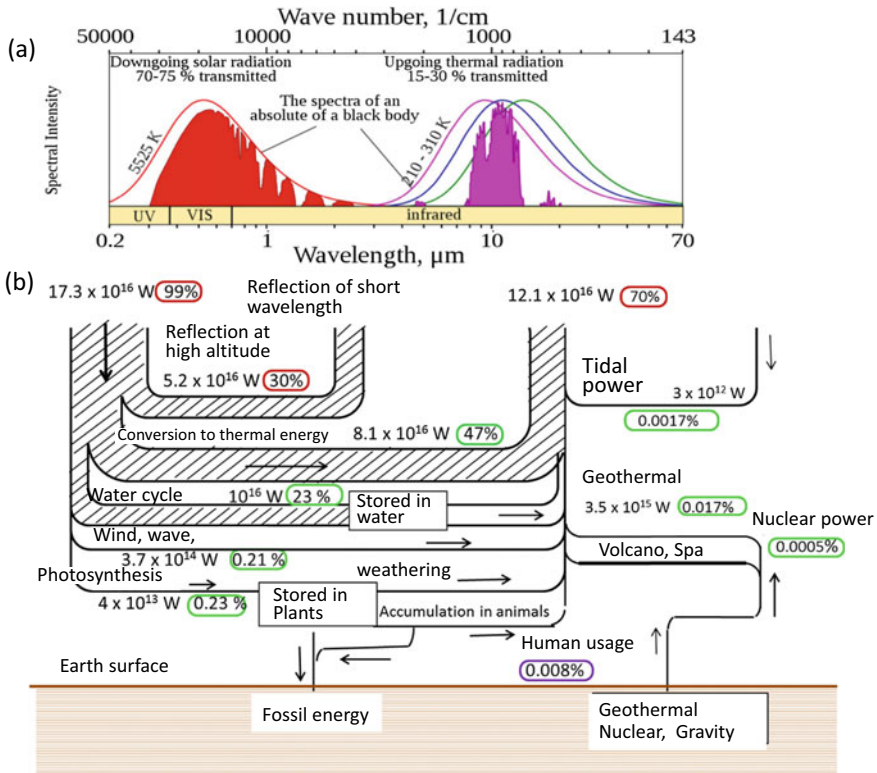 Wave number, 1/cm
50000 10000 1000 143
(a)
Downgoing solar radiation
70-75 % transmitted
Upgoing thermal radiation
15-30 % transmitted
Spectral Intensity
The spectra of an
absolute of a black body
5525 K
210 - 310 K
UV VIS infrared
0.2 1 10 70
Wavelength, µm
(b)
17.3 x 10¹⁶ W 99%
Reflection of short
wavelength
12.1 x 10¹⁶ W 70%
Reflection at
high altitude
5.2 x 10¹⁶ W 30%
Tidal
power
3 x 10¹² W
0.0017%
Conversion to thermal energy 8.1 x 10¹⁶ W 47%
Water cycle 10¹⁶ W 23 %
Stored in
water
Geothermal
3.5 x 10¹⁵ W 0.017%
Nuclear power
0.0005%
Wind, wave,
3.7 x 10¹⁴ W 0.21 %
Volcano, Spa
Photosynthesis
weathering
4 x 10¹³ W 0.23 %
Stored in
Plants
Accumulation in animals
Human usage
0.008%
Earth surface
Fossil energy
Geothermal
Nuclear, Gravity